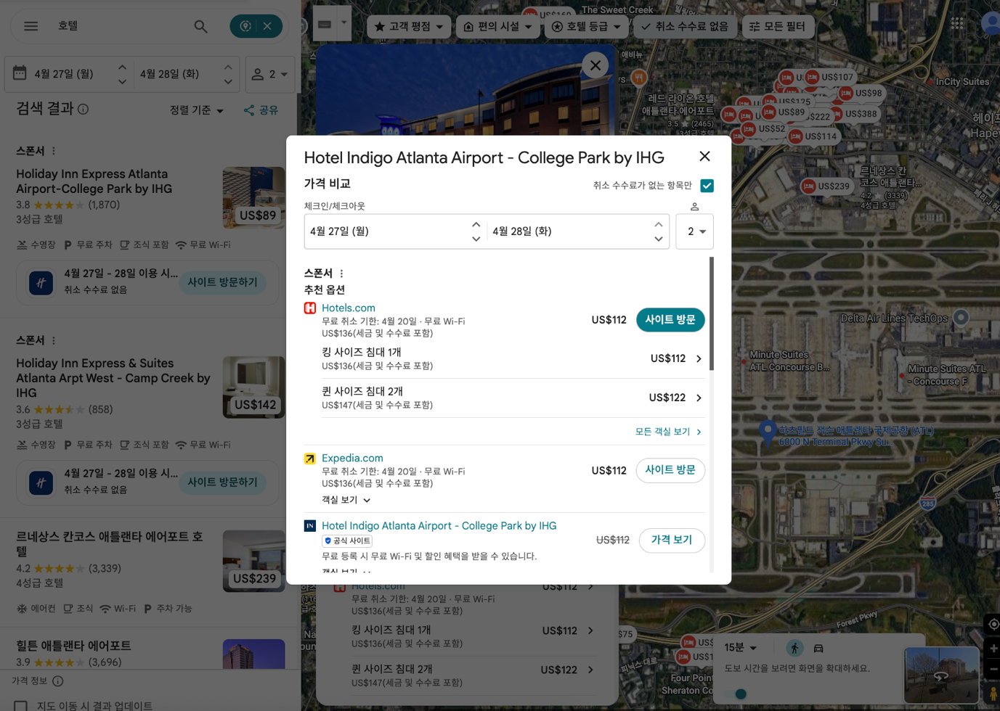 호텔
4월 27일 (월)
4월 28일 (화)
2
검색 결과
정렬 기준
공유
스폰서
Holiday Inn Express Atlanta
Airport-College Park by IHG
3.8
(1,870)
3성급 호텔
US$89
수영장
무료 주차
조식 포함
무료 Wi-Fi
4월 27일 - 28일 이용 시...
취소 수수료 없음
사이트 방문하기
스폰서
Holiday Inn Express & Suites
Atlanta Arpt West - Camp Creek by
IHG
3.6
(858)
3성급 호텔
US$142
수영장
무료 주차
조식 포함
무료 Wi-Fi
4월 27일 - 28일 이용 시...
취소 수수료 없음
사이트 방문하기
르네상스 칸코스 애틀랜타 에어포트 호
텔
4.2
(3,339)
4성급 호텔
US$239
에어컨
조식
Wi-Fi
주차 가능
힐튼 애틀랜타 에어포트
3.9
(3,696)
가격 정보
지도 이동 시 결과 업데이트
고객 평점
편의 시설
호텔 등급
취소 수수료 없음
모든 필터
US$160
The Sweet Creek
애비뉴
레드 라이온 호텔
애틀랜타 에어포트
3.5 ★ (2465)
3성급 호텔
US$107
US$98
US$125
US$89
US$222
US$388
US$52
US$114
InCity Suites
헤이프
Hapev
US$239
르네상스 칸
코스 애틀랜타...
4.2 ★ (3339)
4성급 호텔
Delta Air Lines TechOps
Minute Suites
ATL Concourse B...
Minute Suites ATL
- Concourse F
하츠필드 잭슨 애틀랜타 국제공항 (ATL)
6000 N Terminal Pkwy Su...
285
Forest Pkwy
피닉스 대로
Four Point
Sheraton Co
15분
도보 시간을 보려면 화면을 확대하세요.
Hotel Indigo Atlanta Airport - College Park by IHG
가격 비교
취소 수수료가 없는 항목만
체크인/체크아웃
4월 27일 (월)
4월 28일 (화)
2
스폰서
추천 옵션
Hotels.com
무료 취소 기한: 4월 20일 · 무료 Wi-Fi
US$136(세금 및 수수료 포함)
US$112
사이트 방문
킹 사이즈 침대 1개
US$136(세금 및 수수료 포함)
US$112
퀸 사이즈 침대 2개
US$147(세금 및 수수료 포함)
US$122
모든 객실 보기
Expedia.com
무료 취소 기한: 4월 20일 · 무료 Wi-Fi
US$136(세금 및 수수료 포함)
US$112
사이트 방문
객실 보기
IN
Hotel Indigo Atlanta Airport - College Park by IHG
공식 사이트
무료 등록 시 무료 Wi-Fi 및 할인 혜택을 받을 수 있습니다.
US$112
가격 보기
객실 보기
Hotels.com
US$112
무료 취소 기한: 4월 20일 · 무료 Wi-Fi
US$136(세금 및 수수료 포함)
킹 사이즈 침대 1개
US$136(세금 및 수수료 포함)
US$112
퀸 사이즈 침대 2개
US$147(세금 및 수수료 포함)
US$122